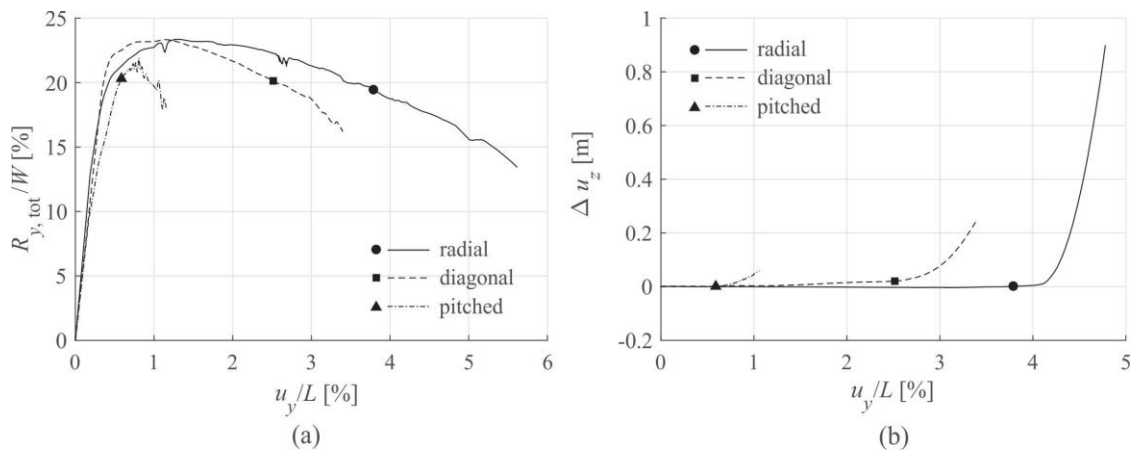 25
20
15
10
5
0
0 1 2 3 4 5 6
R_y, tot/W [%]
u_y/L [%]
radial
diagonal
pitched
(a)
1
0.8
0.6
0.4
0.2
0
-0.2
0 1 2 3 4 5
Δ u_z [m]
u_y/L [%]
radial
diagonal
pitched
(b)